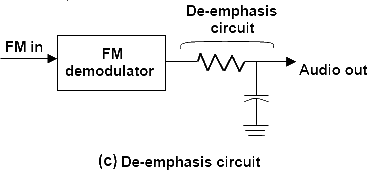 De-emphasis
circuit
FM in
FM
demodulator
Audio out
(c) De-emphasis circuit